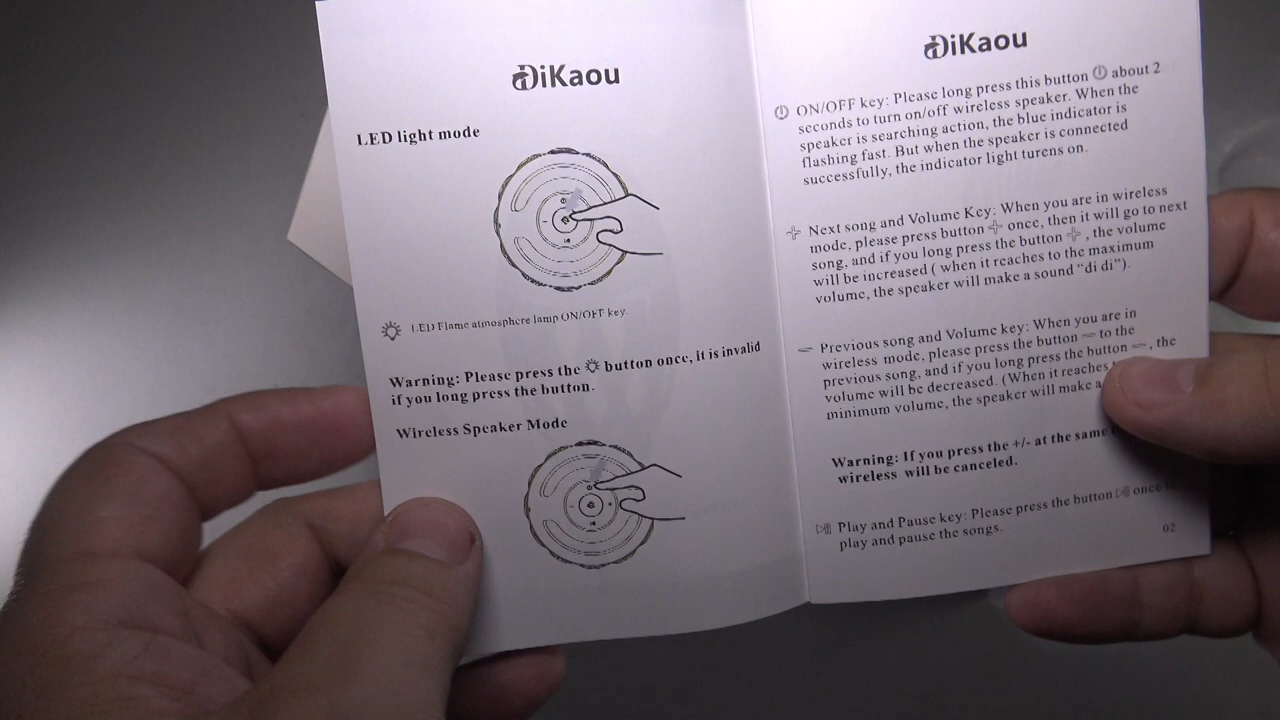 DiKaou
LED light mode
LED Flame atmosphere lamp ON/OFF key.
Warning: Please press the button once, it is invalid
if you long press the button.
Wireless Speaker Mode
DiKaou
ON/OFF key: Please long press this button about 2
seconds to turn on/off wireless speaker. When the
speaker is searching action, the blue indicator is
flashing fast. But when the speaker is connected
successfully, the indicator light turens on.
Next song and Volume Key: When you are in wireless
mode, please press button once, then it will go to next
song, and if you long press the button , the volume
will be increased ( when it reaches to the maximum
volume, the speaker will make a sound “di di”).
Previous song and Volume key: When you are in
wireless mode, please press the button to the
previous song, and if you long press the button , the
volume will be decreased. (When it reaches
minimum volume, the speaker will make a
Warning: If you press the +/- at the same
wireless will be canceled.
Play and Pause key: Please press the button once
play and pause the songs.
02